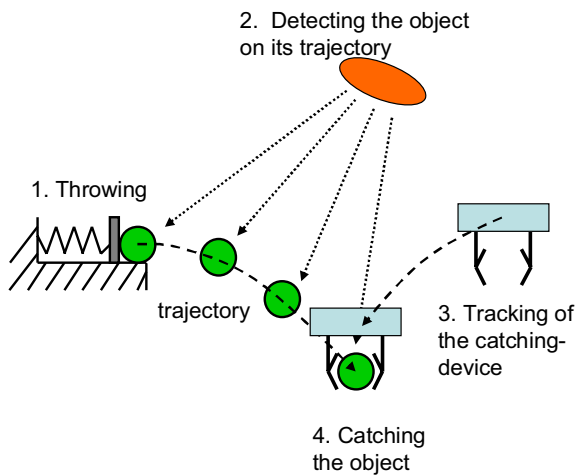 2. Detecting the object
on its trajectory
1. Throwing
trajectory
3. Tracking of
the catching-
device
4. Catching
the object